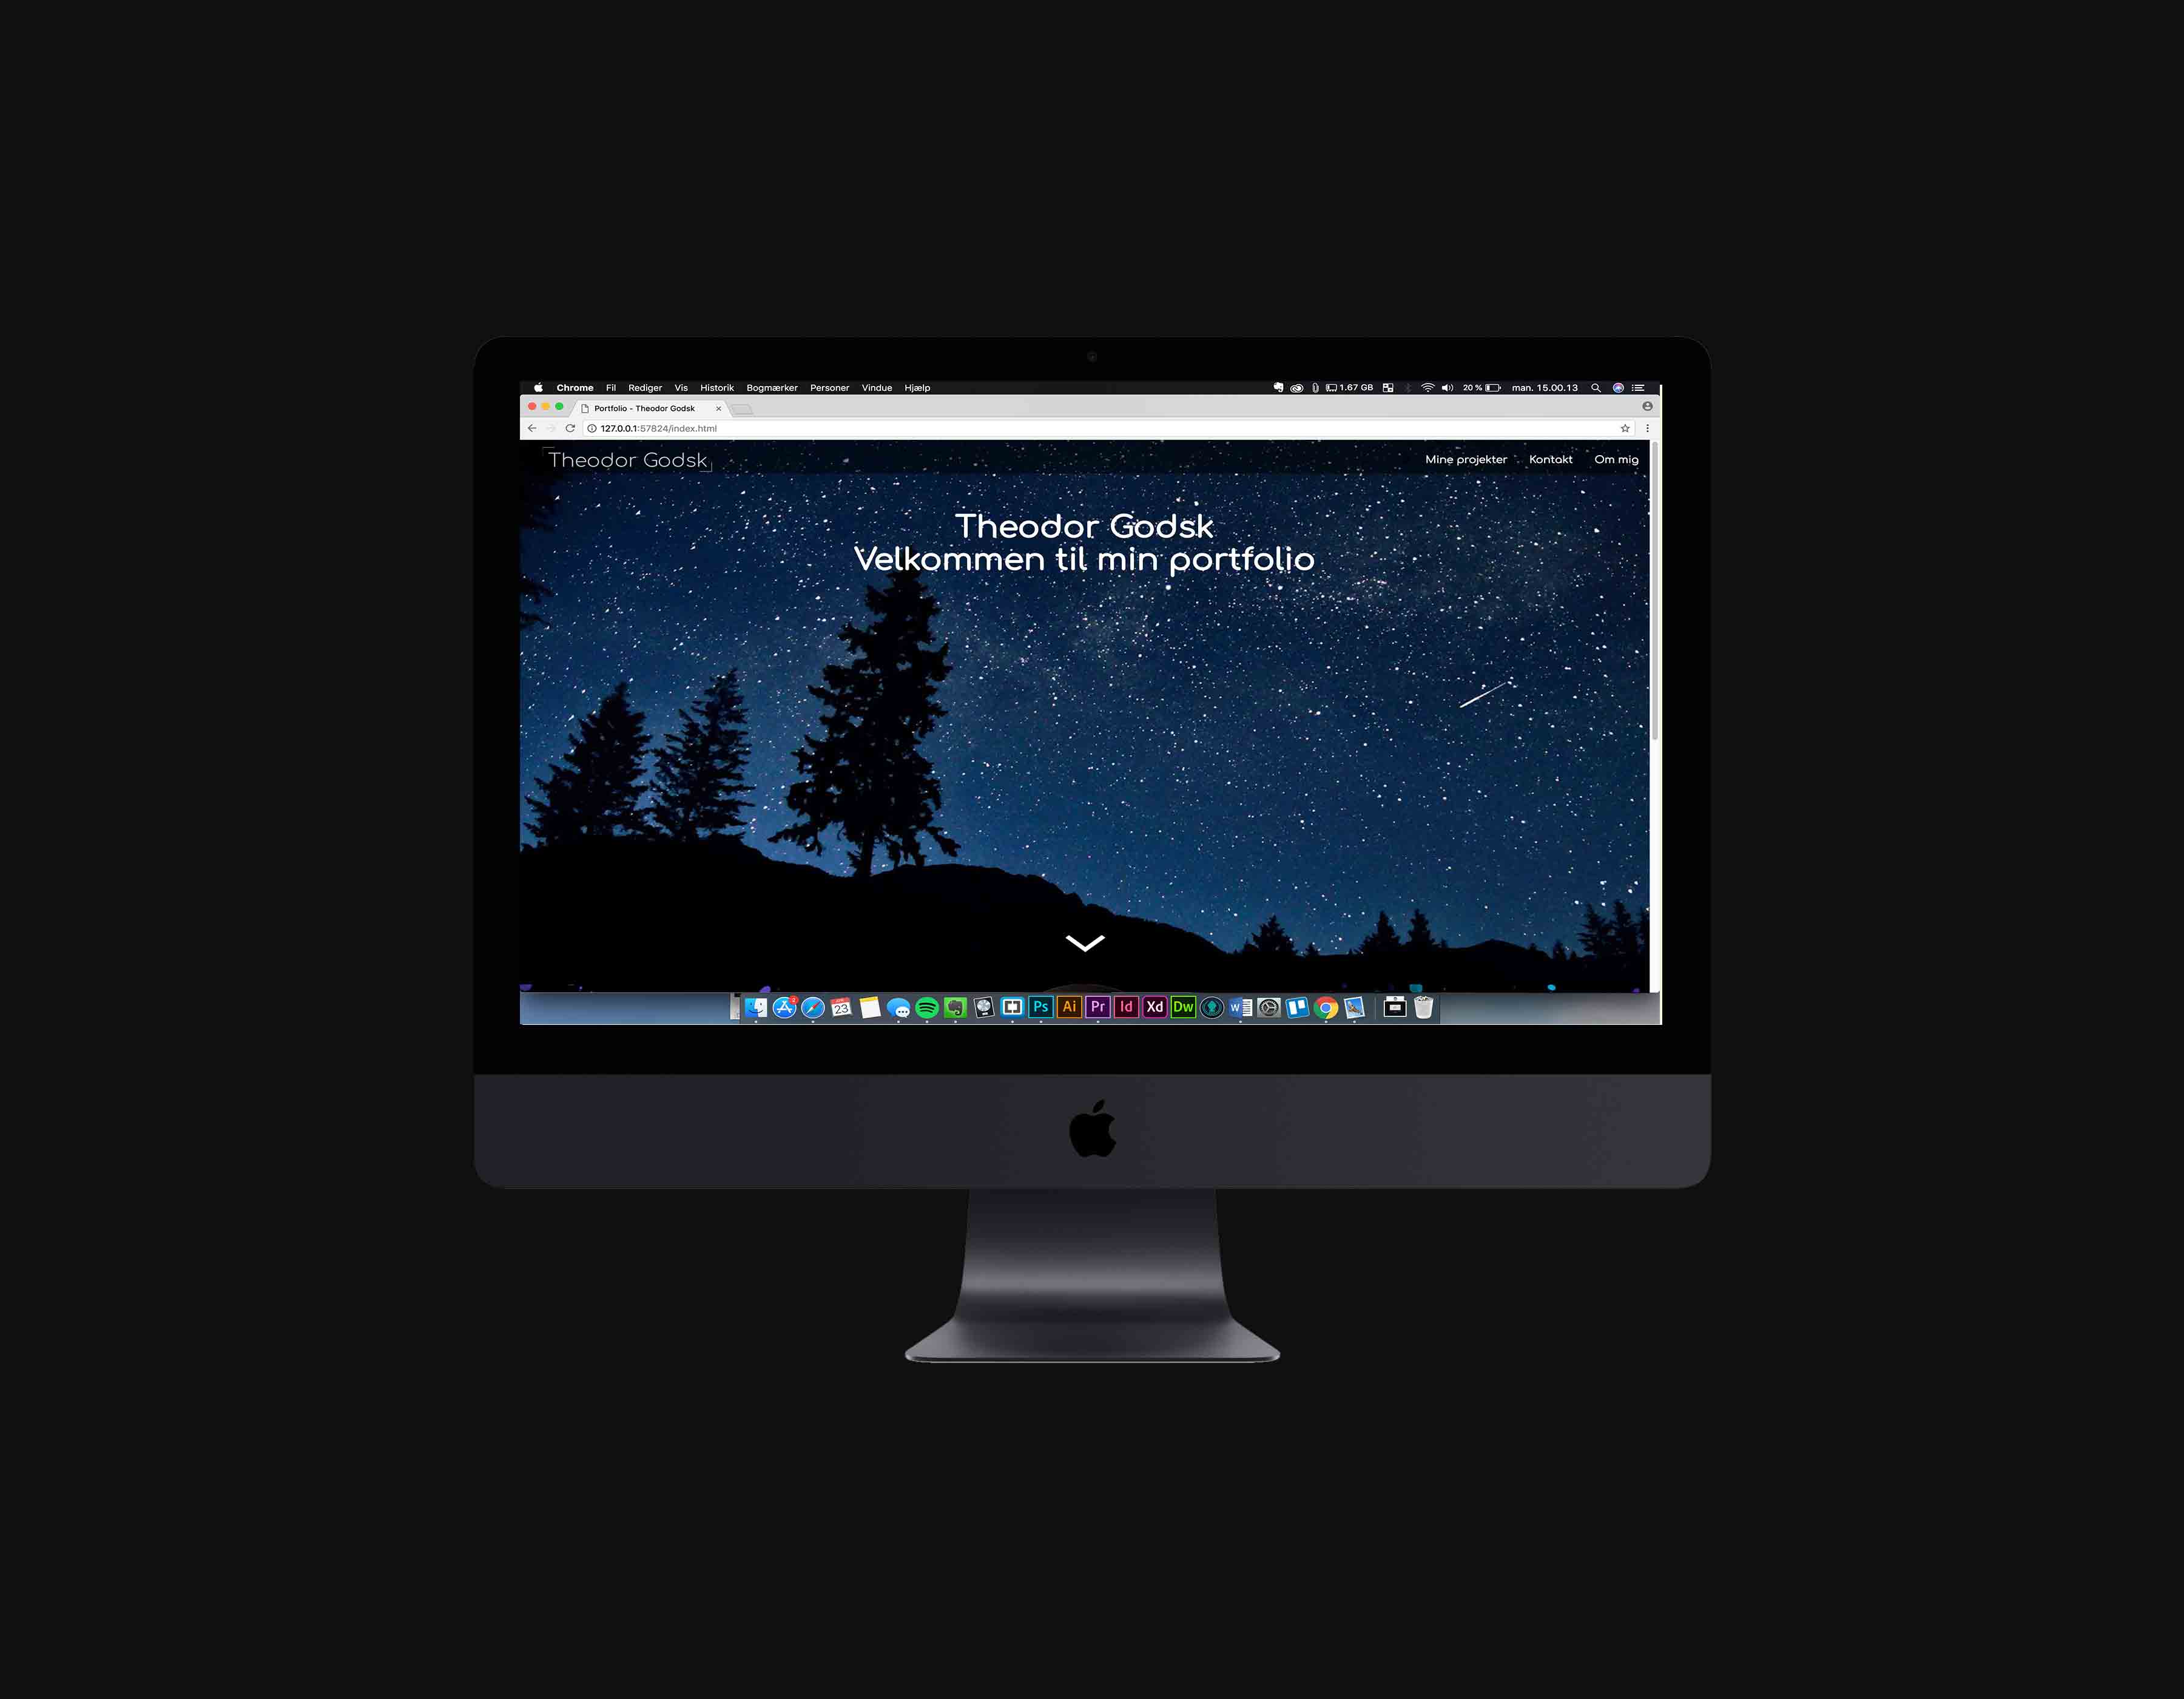 Chrome Fil Rediger Vis Historik Bogmærker Personer Vindue Hjælp 1.67 GB 20 % man. 15.00.13
Portfolio - Theodor Godsk
127.0.0.1:57824/index.html
Theodor Godsk Mine projekter Kontakt Om mig
Theodor Godsk
Velkommen til min portfolio
2 23 Ps Ai Pr Id Xd Dw W